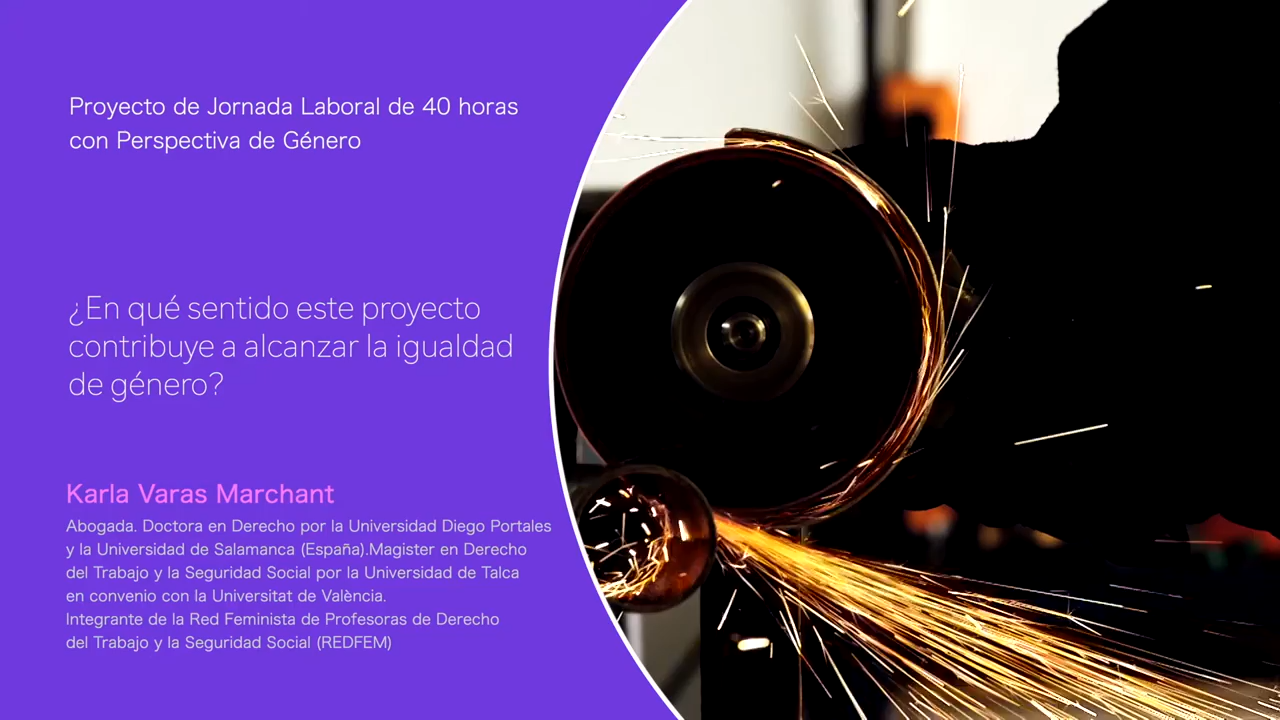 Proyecto de Jornada Laboral de 40 horas
con Perspectiva de Género
¿En qué sentido este proyecto
contribuye a alcanzar la igualdad
de género?
Karla Varas Marchant
Abogada. Doctora en Derecho por la Universidad Diego Portales
y la Universidad de Salamanca (España).Magister en Derecho
del Trabajo y la Seguridad Social por la Universidad de Talca
en convenio con la Universitat de València.
Integrante de la Red Feminista de Profesoras de Derecho
del Trabajo y la Seguridad Social (REDFEM)